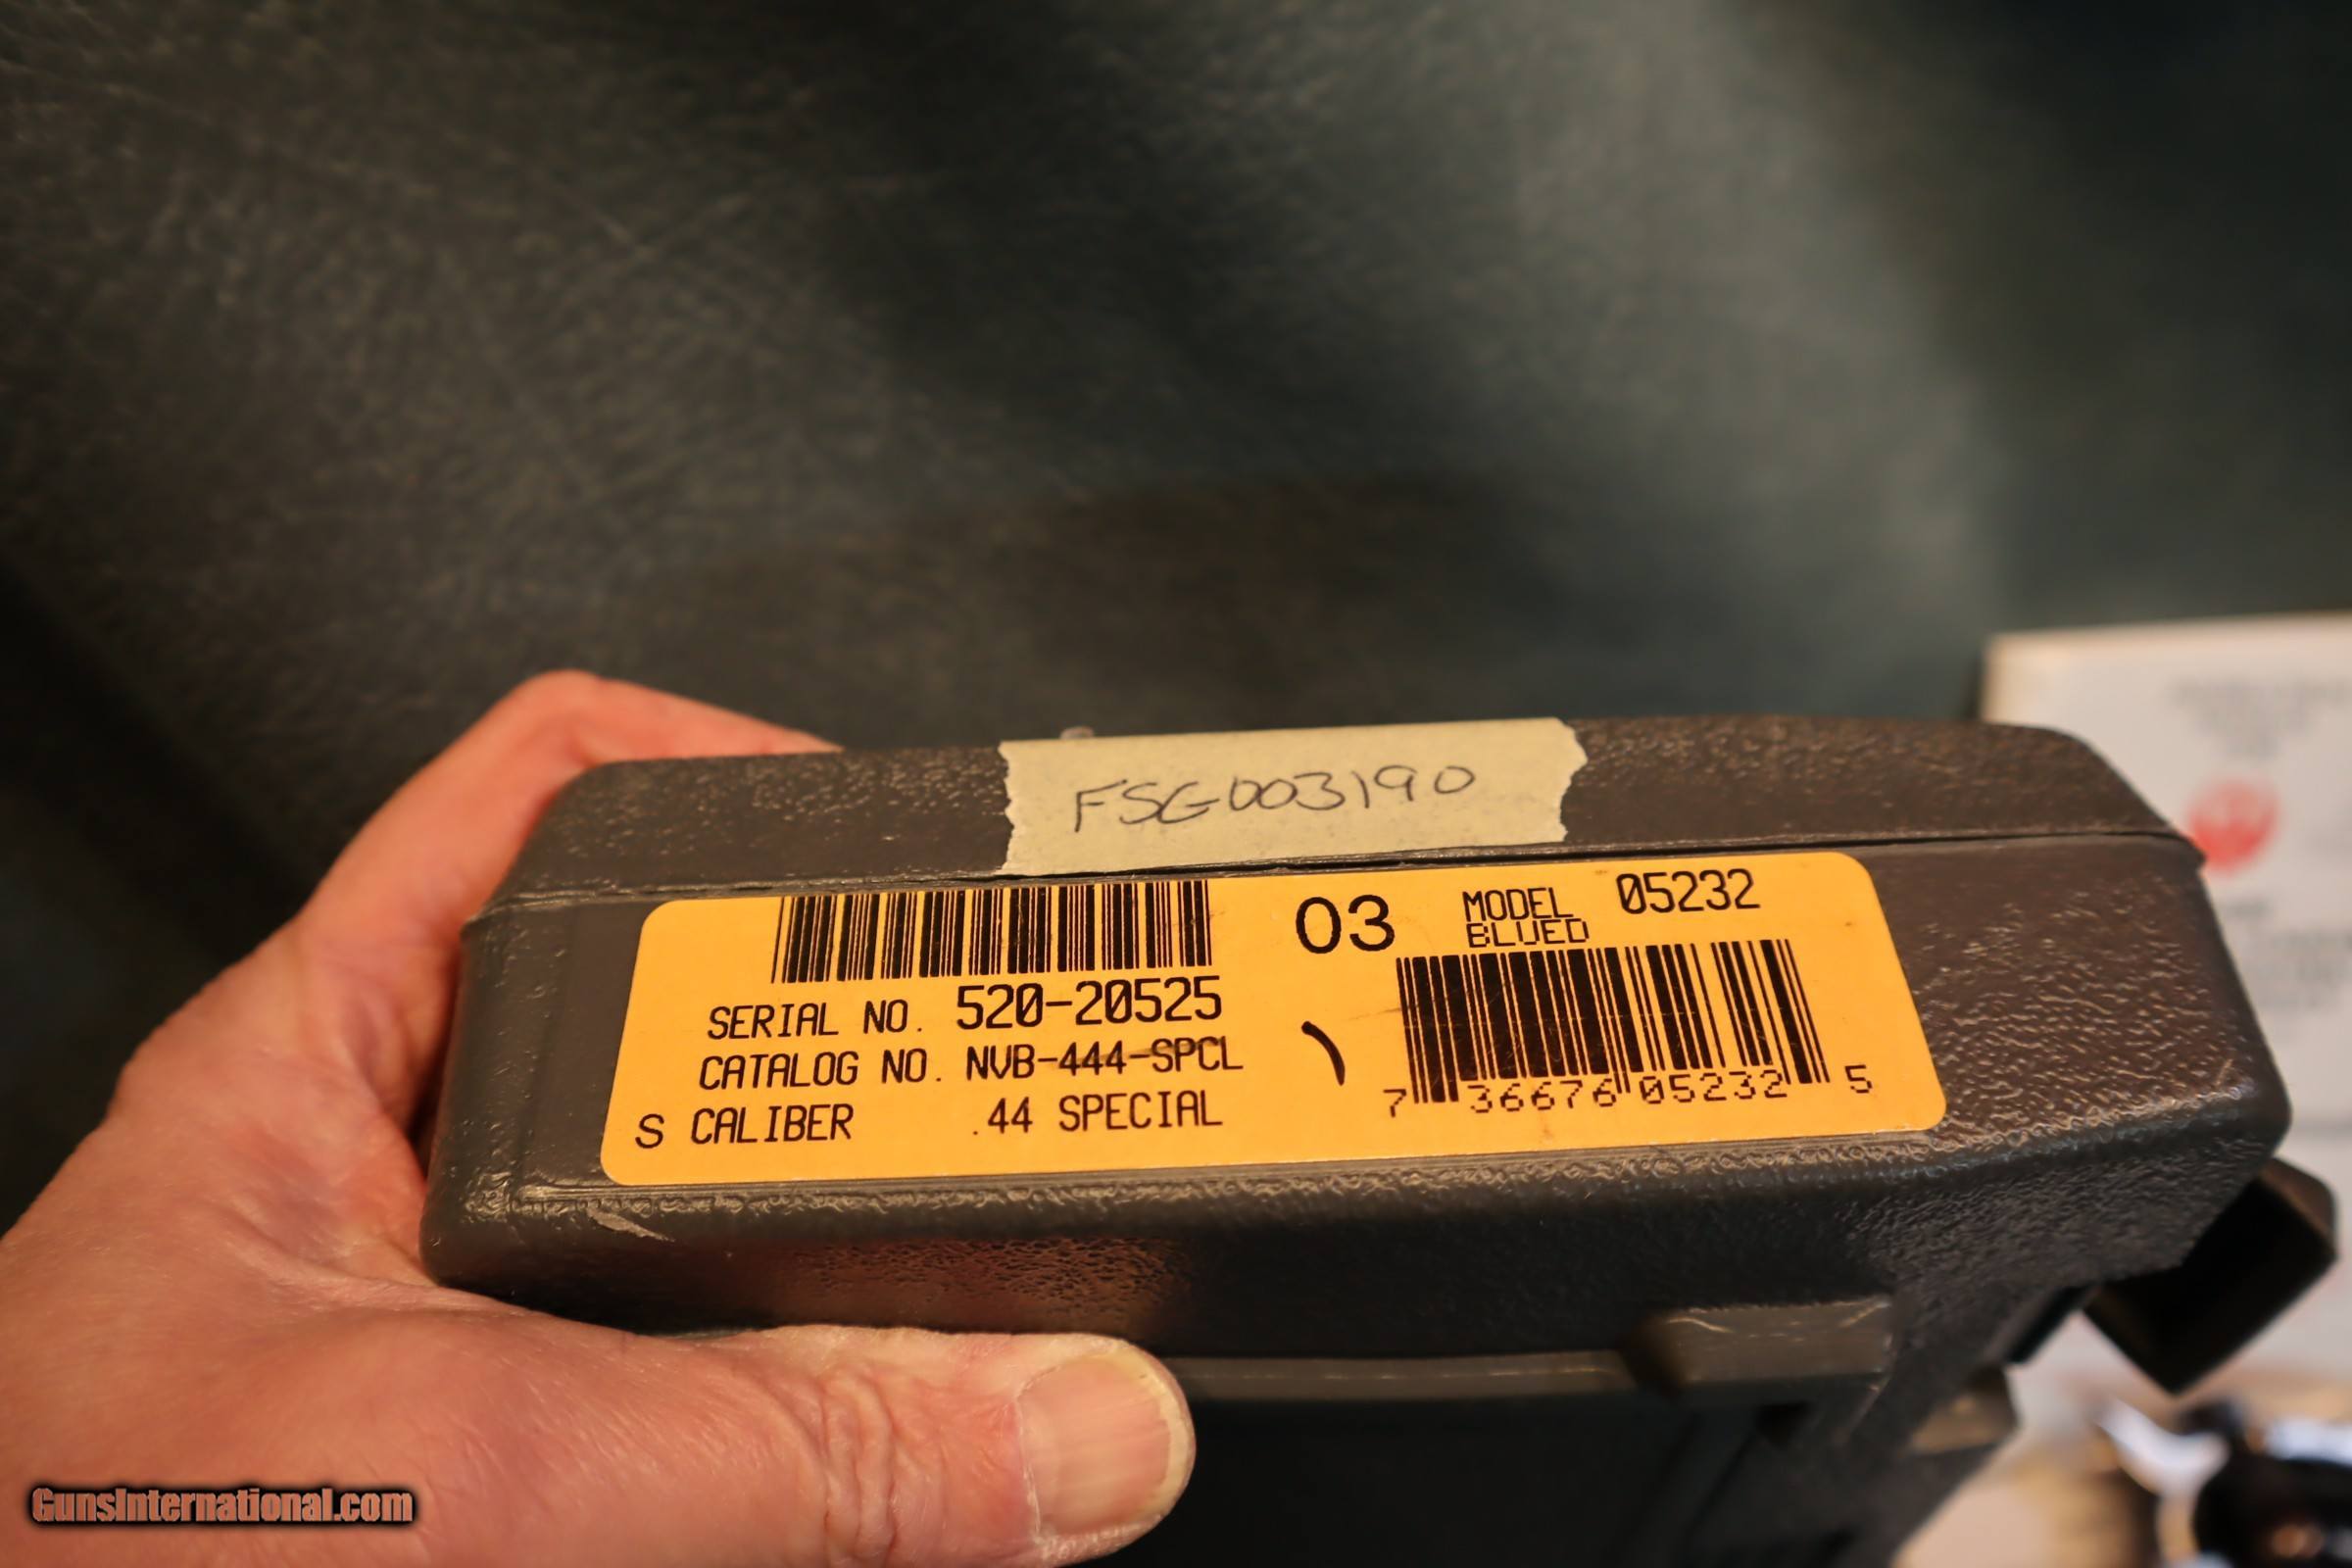 FSG003190
03
MODEL 05232
BLUED
SERIAL NO. 520-20525
CATALOG NO. NVB-444-SPCL
S CALIBER .44 SPECIAL
7 36676 05232 5
GunsInternational.com